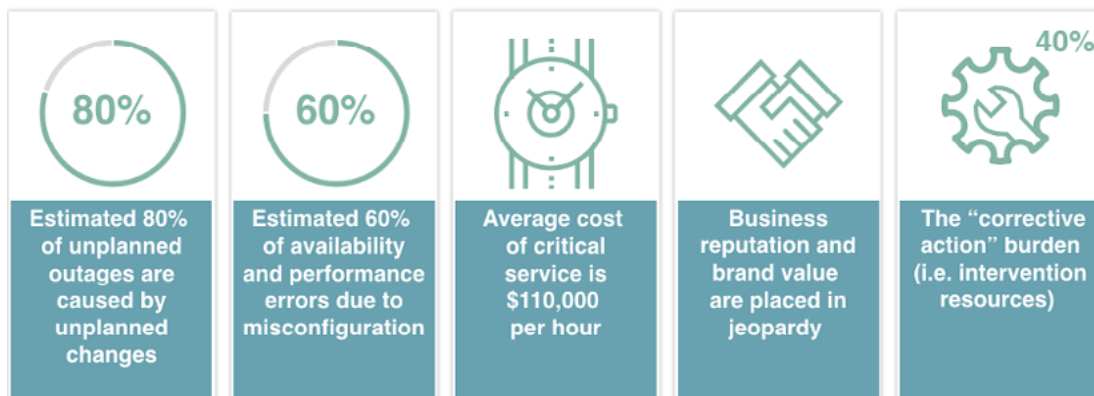 80%
Estimated 80%
of unplanned
outages are
caused by
unplanned
changes
60%
Estimated 60%
of availability
and performance
errors due to
misconfiguration
Average cost
of critical
service is
$110,000
per hour
Business
reputation and
brand value
are placed in
jeopardy
40%
The “corrective
action” burden
(i.e. intervention
resources)